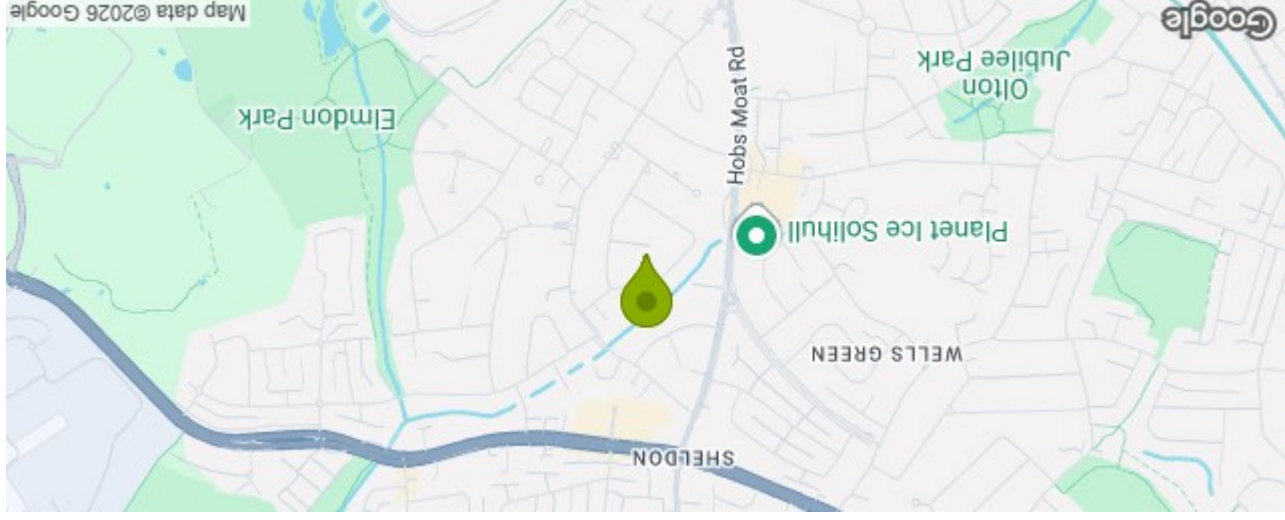 SHELDON
WELLS GREEN
Planet Ice Solihull
Hobs Moat Rd
Elmdon Park
Olton
Jubilee Park
Google
Map data ©2026 Google